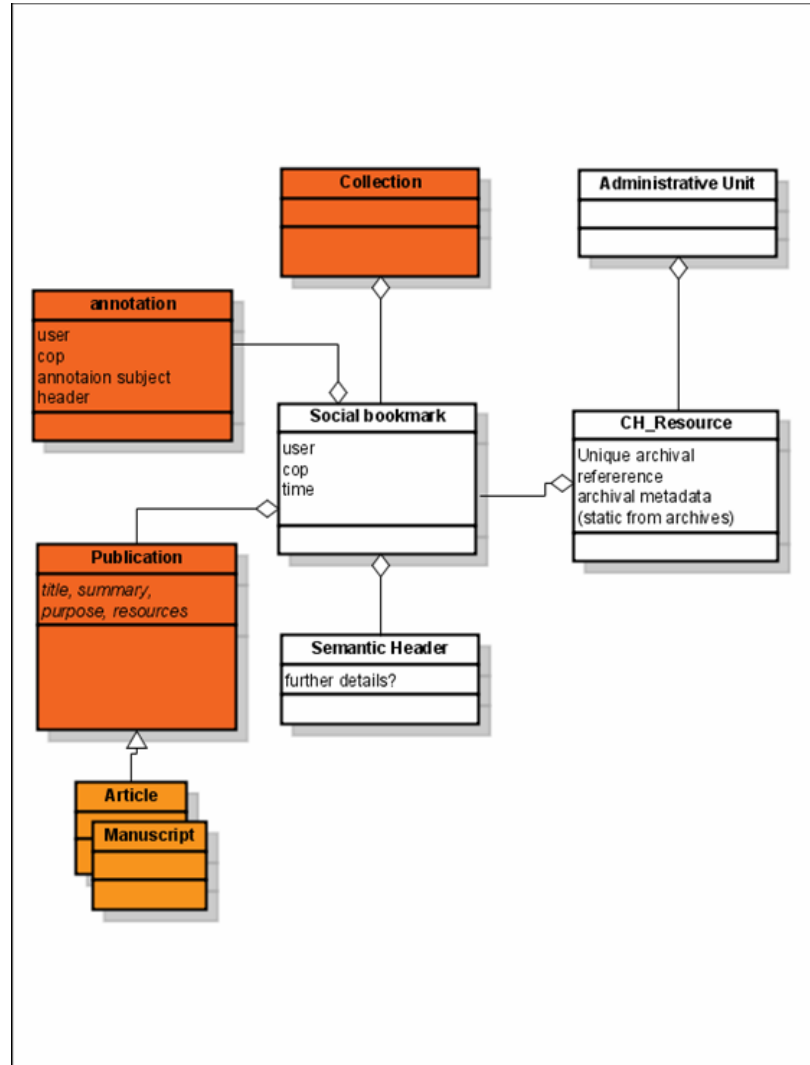 Collection
Administrative Unit
annotation
user
cop
annotaion subject
header
Social bookmark
user
cop
time
CH_Resource
Unique archival
refererence
archival metadata
(static from archives)
Publication
title, summary,
purpose, resources
Semantic Header
further details?
Article
Manuscript